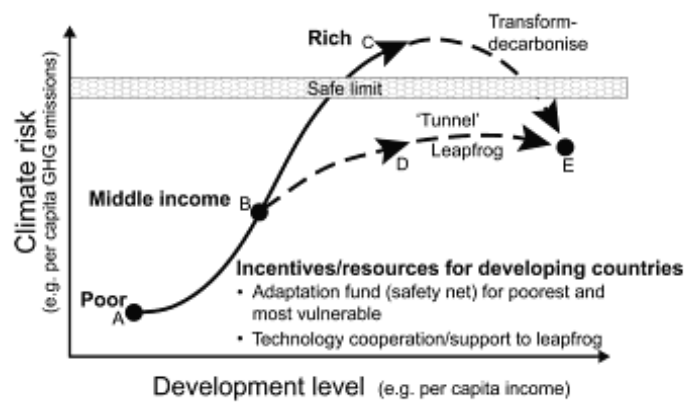 Rich
C
Transform-
decarbonise
Safe limit
'Tunnel'
Leapfrog
D
E
Middle income
B
Poor
A
Incentives/resources for developing countries
• Adaptation fund (safety net) for poorest and
most vulnerable
• Technology cooperation/support to leapfrog
Climate risk
(e.g. per capita GHG emissions)
Development level (e.g. per capita income)